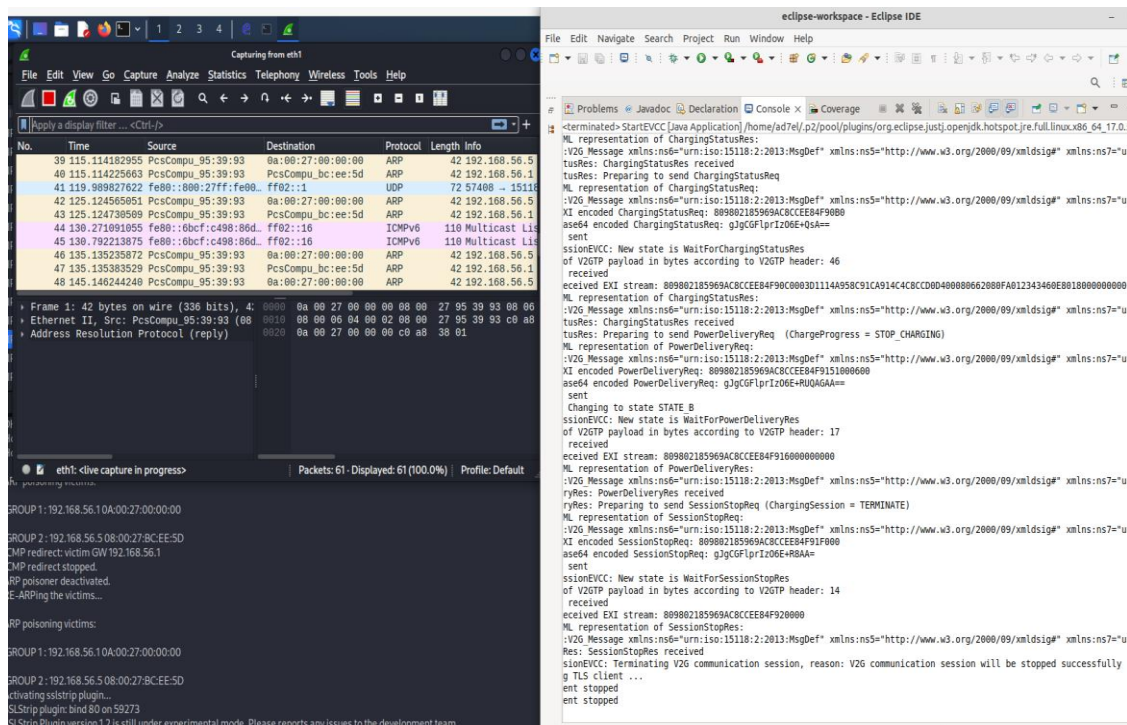 1 2 3 4
Capturing from eth1
File Edit View Go Capture Analyze Statistics Telephony Wireless Tools Help
Apply a display filter ... <Ctrl-/>
No. Time Source Destination Protocol Length Info
39 115.114182955 PcsCompu_95:39:93 0a:00:27:00:00:00 ARP 42 192.168.56.5
40 115.114225663 PcsCompu_95:39:93 PcsCompu_bc:ee:5d ARP 42 192.168.56.1
41 119.989827622 fe80::800:27ff:fe00… ff02::1 UDP 72 57408 → 15118
42 125.124565051 PcsCompu_95:39:93 0a:00:27:00:00:00 ARP 42 192.168.56.5
43 125.124730509 PcsCompu_95:39:93 PcsCompu_bc:ee:5d ARP 42 192.168.56.1
44 130.271091055 fe80::6bcf:c498:86d… ff02::16 ICMPv6 110 Multicast Lis
45 130.792213875 fe80::6bcf:c498:86d… ff02::16 ICMPv6 110 Multicast Lis
46 135.135235872 PcsCompu_95:39:93 0a:00:27:00:00:00 ARP 42 192.168.56.5
47 135.135383529 PcsCompu_95:39:93 PcsCompu_bc:ee:5d ARP 42 192.168.56.1
48 145.146244240 PcsCompu_95:39:93 0a:00:27:00:00:00 ARP 42 192.168.56.5
Frame 1: 42 bytes on wire (336 bits), 4
Ethernet II, Src: PcsCompu_95:39:93 (08
Address Resolution Protocol (reply)
0000 0a 00 27 00 00 00 08 00 27 95 39 93 08 06
0010 08 00 06 04 00 02 08 00 27 95 39 93 c0 a8
0020 0a 00 27 00 00 00 c0 a8 38 01
eth1: <live capture in progress> Packets: 61 · Displayed: 61 (100.0%) Profile: Default
RP poisoning victims:
GROUP 1 : 192.168.56.1 0A:00:27:00:00:00
GROUP 2 : 192.168.56.5 08:00:27:BC:EE:5D
CMP redirect: victim GW 192.168.56.1
CMP redirect stopped.
RP poisoner deactivated.
E-ARPing the victims...
RP poisoning victims:
GROUP 1 : 192.168.56.1 0A:00:27:00:00:00
GROUP 2 : 192.168.56.5 08:00:27:BC:EE:5D
ctivating sslstrip plugin...
SLStrip plugin: bind 80 on 59273
SLStrip Plugin version 1.2 is still under experimental mode. Please reports any issues to the development team.
eclipse-workspace - Eclipse IDE
File Edit Navigate Search Project Run Window Help
Problems Javadoc Declaration Console × Coverage
<terminated> StartEVCC [Java Application] /home/ad7el/.p2/pool/plugins/org.eclipse.justj.openjdk.hotspot.jre.full.linux.x86_64_17.0.
ML representation of ChargingStatusRes:
:V2G_Message xmlns:ns6="urn:iso:15118:2:2013:MsgDef" xmlns:ns5="http://www.w3.org/2000/09/xmldsig#" xmlns:ns7="u
tusRes: ChargingStatusRes received
tusRes: Preparing to send ChargingStatusReq
ML representation of ChargingStatusReq:
:V2G_Message xmlns:ns6="urn:iso:15118:2:2013:MsgDef" xmlns:ns5="http://www.w3.org/2000/09/xmldsig#" xmlns:ns7="u
XI encoded ChargingStatusReq: 809802185969AC8CCEE84F90B0
ase64 encoded ChargingStatusReq: gJgCGFlprIzO6E+QsA==
sent
ssionEVCC: New state is WaitForChargingStatusRes
of V2GTP payload in bytes according to V2GTP header: 46
received
eceived EXI stream: 809802185969AC8CCEE84F90C0003D1114A958C91CA914C4C8CCD0D400080662080FA012343460E8018000000000
ML representation of ChargingStatusRes:
:V2G_Message xmlns:ns6="urn:iso:15118:2:2013:MsgDef" xmlns:ns5="http://www.w3.org/2000/09/xmldsig#" xmlns:ns7="u
tusRes: ChargingStatusRes received
tusRes: Preparing to send PowerDeliveryReq (ChargeProgress = STOP_CHARGING)
ML representation of PowerDeliveryReq:
:V2G_Message xmlns:ns6="urn:iso:15118:2:2013:MsgDef" xmlns:ns5="http://www.w3.org/2000/09/xmldsig#" xmlns:ns7="u
XI encoded PowerDeliveryReq: 809802185969AC8CCEE84F9151000600
ase64 encoded PowerDeliveryReq: gJgCGFlprIzO6E+RUQAGAA==
sent
Changing to state STATE_B
ssionEVCC: New state is WaitForPowerDeliveryRes
of V2GTP payload in bytes according to V2GTP header: 17
received
eceived EXI stream: 809802185969AC8CCEE84F916000000000
ML representation of PowerDeliveryRes:
:V2G_Message xmlns:ns6="urn:iso:15118:2:2013:MsgDef" xmlns:ns5="http://www.w3.org/2000/09/xmldsig#" xmlns:ns7="u
ryRes: PowerDeliveryRes received
ryRes: Preparing to send SessionStopReq (ChargingSession = TERMINATE)
ML representation of SessionStopReq:
:V2G_Message xmlns:ns6="urn:iso:15118:2:2013:MsgDef" xmlns:ns5="http://www.w3.org/2000/09/xmldsig#" xmlns:ns7="u
XI encoded SessionStopReq: 809802185969AC8CCEE84F91F000
ase64 encoded SessionStopReq: gJgCGFlprIzO6E+R8AA=
sent
ssionEVCC: New state is WaitForSessionStopRes
of V2GTP payload in bytes according to V2GTP header: 14
received
eceived EXI stream: 809802185969AC8CCEE84F920000
ML representation of SessionStopRes:
:V2G_Message xmlns:ns6="urn:iso:15118:2:2013:MsgDef" xmlns:ns5="http://www.w3.org/2000/09/xmldsig#" xmlns:ns7="u
Res: SessionStopRes received
sionEVCC: Terminating V2G communication session, reason: V2G communication session will be stopped successfully
g TLS client ...
ent stopped
ent stopped